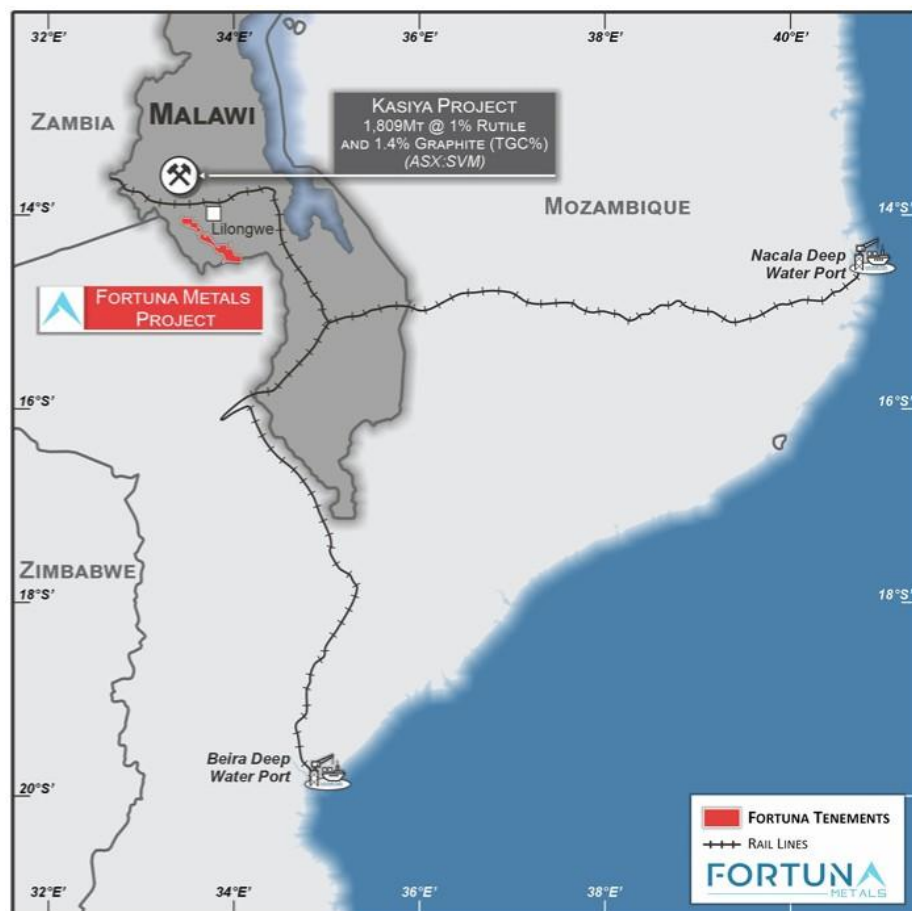 32°E'
34°E'
36°E'
38°E'
40°E'
ZAMBIA
MALAWI
KASIYA PROJECT
1,809MT @ 1% RUTILE
AND 1.4% GRAPHITE (TGC%)
(ASX:SVM)
MOZAMBIQUE
14°S'
14°S'
Lilongwe
Nacala Deep
Water Port
FORTUNA METALS
PROJECT
16°S'
16°S'
ZIMBABWE
18°S'
18°S'
Beira Deep
Water Port
20°S'
FORTUNA TENEMENTS
RAIL LINES
FORTUNA
METALS
32°E'
34°E'
36°E'
38°E'